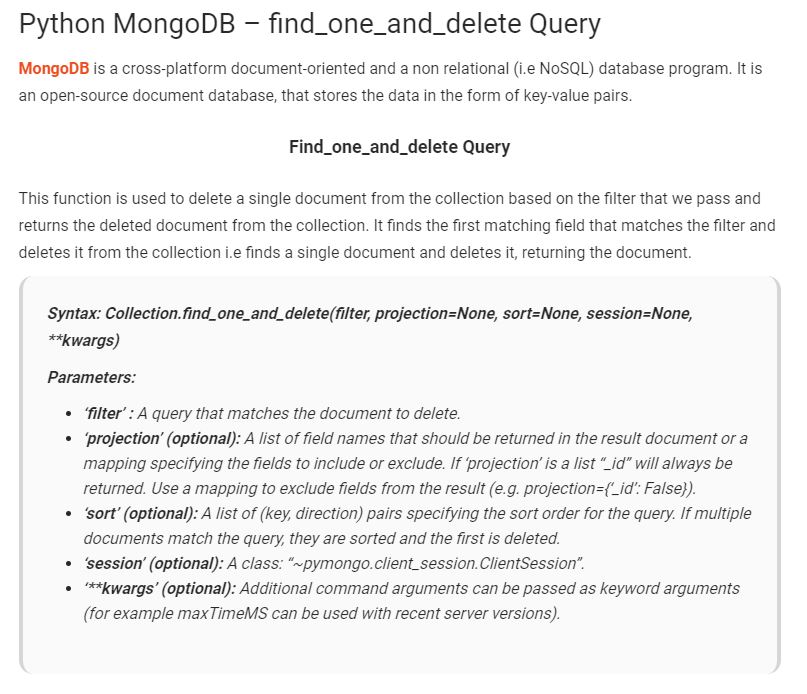 Python MongoDB – find_one_and_delete Query
MongoDB is a cross-platform document-oriented and a non relational (i.e NoSQL) database program. It is
an open-source document database, that stores the data in the form of key-value pairs.
Find_one_and_delete Query
This function is used to delete a single document from the collection based on the filter that we pass and
returns the deleted document from the collection. It finds the first matching field that matches the filter and
deletes it from the collection i.e finds a single document and deletes it, returning the document.
Syntax: Collection.find_one_and_delete(filter, projection=None, sort=None, session=None,
**kwargs)
Parameters:
• ‘filter’ : A query that matches the document to delete.
• ‘projection’ (optional): A list of field names that should be returned in the result document or a
mapping specifying the fields to include or exclude. If ‘projection’ is a list “_id” will always be
returned. Use a mapping to exclude fields from the result (e.g. projection={‘_id’: False}).
• ‘sort’ (optional): A list of (key, direction) pairs specifying the sort order for the query. If multiple
documents match the query, they are sorted and the first is deleted.
• ‘session’ (optional): A class: “~pymongo.client_session.ClientSession”.
• ‘**kwargs’ (optional): Additional command arguments can be passed as keyword arguments
(for example maxTimeMS can be used with recent server versions).